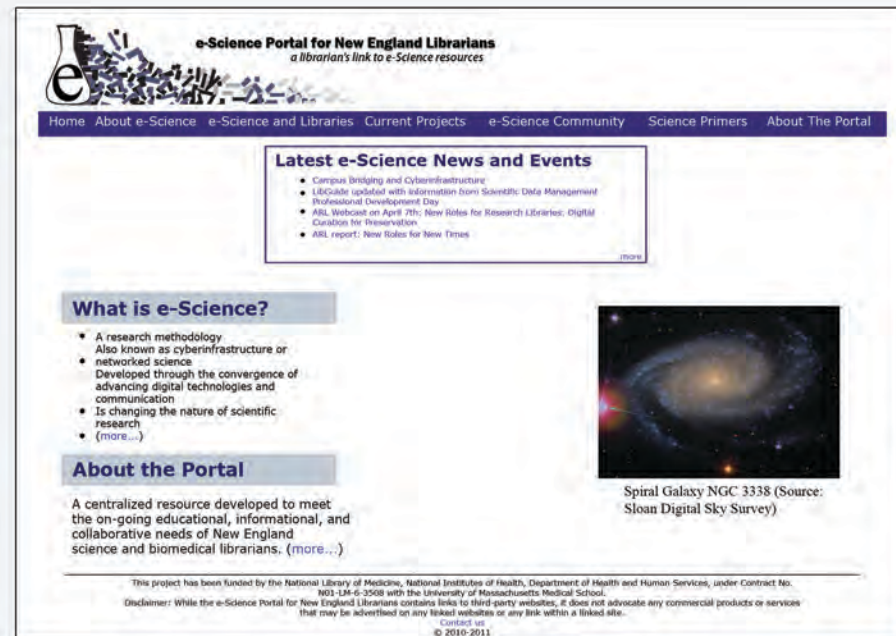 e
e-Science Portal for New England Librarians
a librarian's link to e-Science resources
Home About e-Science e-Science and Libraries Current Projects e-Science Community Science Primers About The Portal
Latest e-Science News and Events
• Campus Bridging and Cyberinfrastructure
• LibGuide updated with information from Scientific Data Management
Professional Development Day
• ARL Webcast on April 7th: New Roles for Research Libraries: Digital
Curation for Preservation
• ARL report: New Roles for New Times
more
What is e-Science?
• A research methodology
Also known as cyberinfrastructure or
• networked science
Developed through the convergence of
advancing digital technologies and
communication
• Is changing the nature of scientific
research
• (more...)
About the Portal
A centralized resource developed to meet
the on-going educational, informational, and
collaborative needs of New England
science and biomedical librarians. (more...)
Spiral Galaxy NGC 3338 (Source:
Sloan Digital Sky Survey)
This project has been funded by the National Library of Medicine, National Institutes of Health, Department of Health and Human Services, under Contract No.
N01-LM-6-3508 with the University of Massachusetts Medical School.
Disclaimer: While the e-Science Portal for New England Librarians contains links to third-party websites, it does not advocate any commercial products or services
that may be advertised on any linked websites or any link within a linked site.
Contact us
© 2010-2011